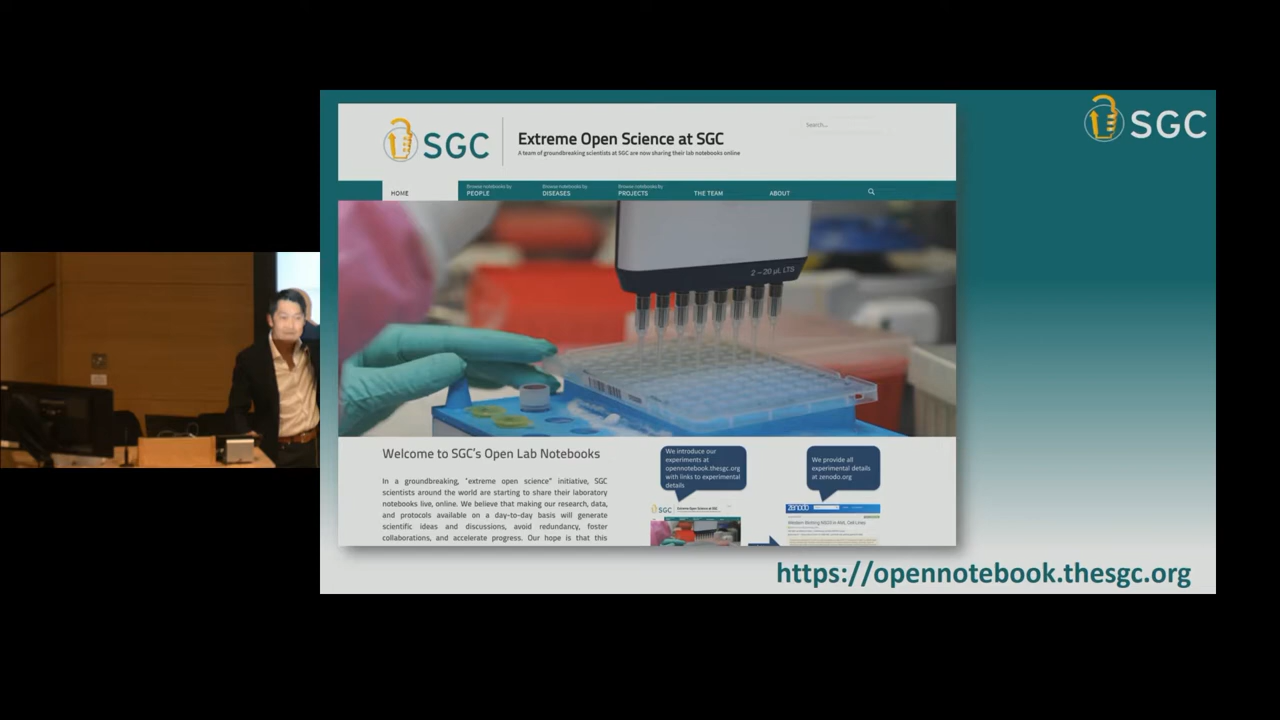 SGC
Extreme Open Science at SGC
A team of groundbreaking scientists at SGC are now sharing their lab notebooks online
Search...
SGC
HOME
Browse notebooks by
PEOPLE
Browse notebooks by
DISEASES
Browse notebooks by
PROJECTS
THE TEAM
ABOUT
2 – 20 µL LTS
Welcome to SGC's Open Lab Notebooks
In a groundbreaking, "extreme open science" initiative, SGC
scientists around the world are starting to share their laboratory
notebooks live, online. We believe that making our research, data,
and protocols available on a day-to-day basis will generate
scientific ideas and discussions, avoid redundancy, foster
collaborations, and accelerate progress. Our hope is that this
We introduce our
experiments at
opennotebook.thesgc.org
with links to experimental
details
We provide all
experimental details
at zenodo.org
SGC
Extreme Open Science at SGC
zenodo
https://opennotebook.thesgc.org